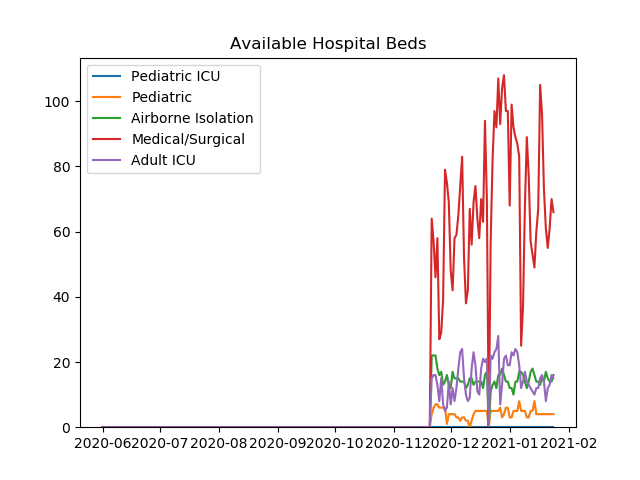 Available Hospital Beds
Pediatric ICU
Pediatric
Airborne Isolation
Medical/Surgical
Adult ICU
100
80
60
40
20
0
2020-06 2020-07 2020-08 2020-09 2020-10 2020-11 2020-12 2021-01 2021-02